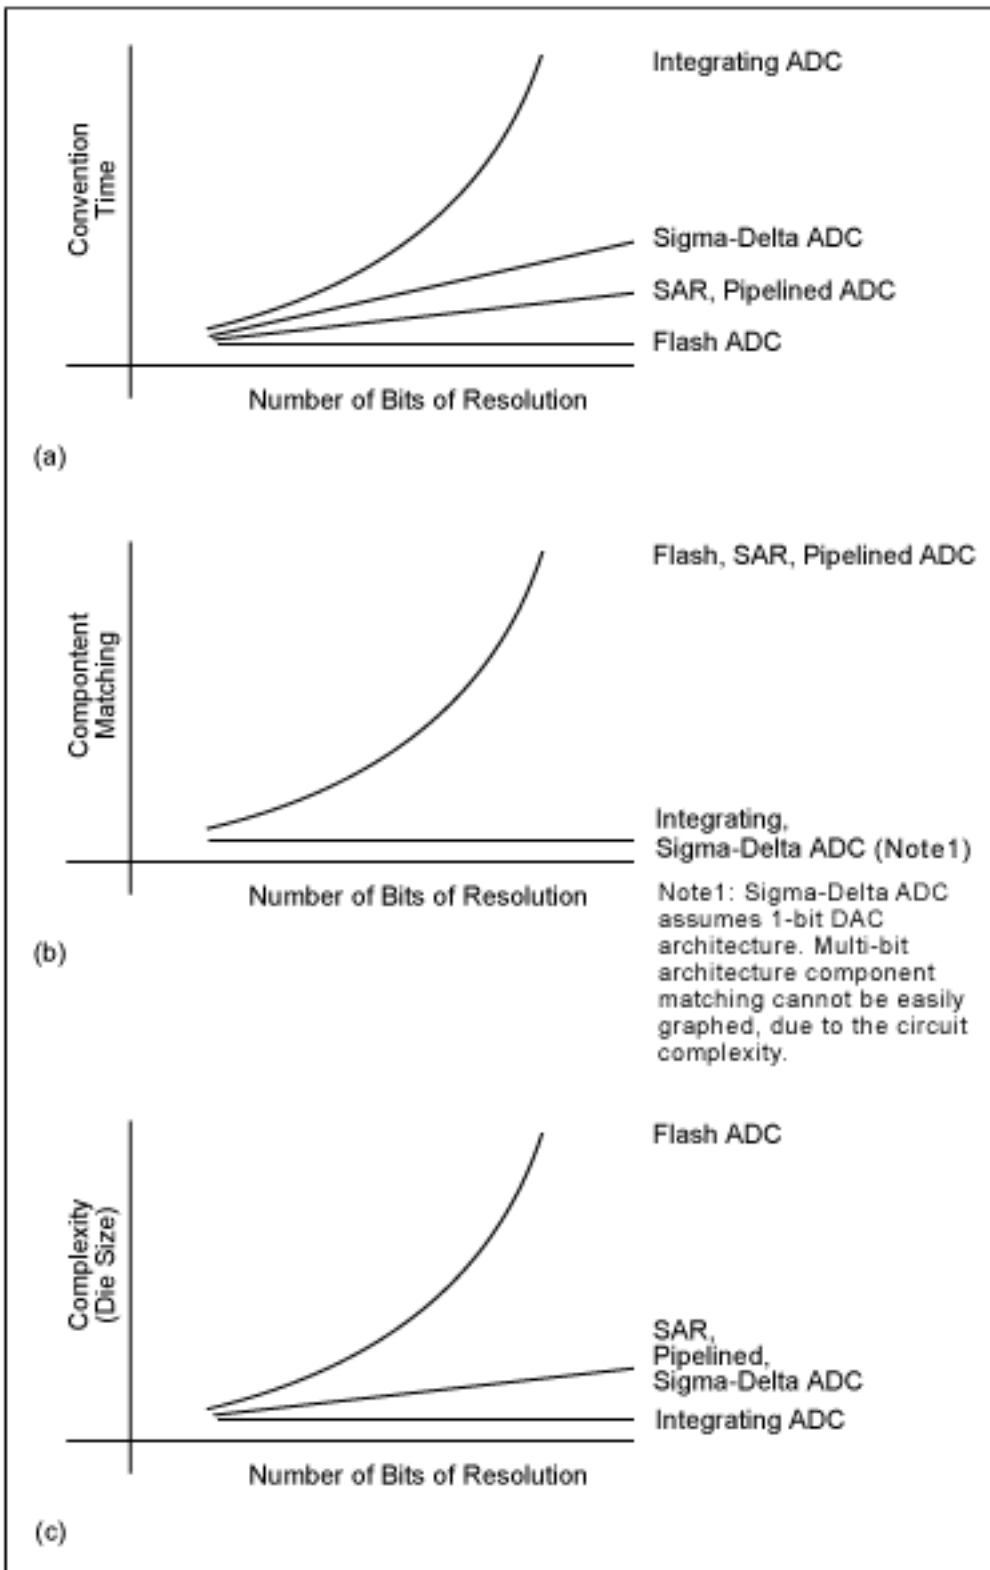 Convention
Time
Integrating ADC
Sigma-Delta ADC
SAR, Pipelined ADC
Flash ADC
Number of Bits of Resolution
(a)
Compontent
Matching
Flash, SAR, Pipelined ADC
Integrating,
Sigma-Delta ADC (Note1)
Number of Bits of Resolution
Note1: Sigma-Delta ADC
assumes 1-bit DAC
architecture. Multi-bit
architecture component
matching cannot be easily
graphed, due to the circuit
complexity.
(b)
Complexity
(Die Size)
Flash ADC
SAR,
Pipelined,
Sigma-Delta ADC
Integrating ADC
Number of Bits of Resolution
(c)